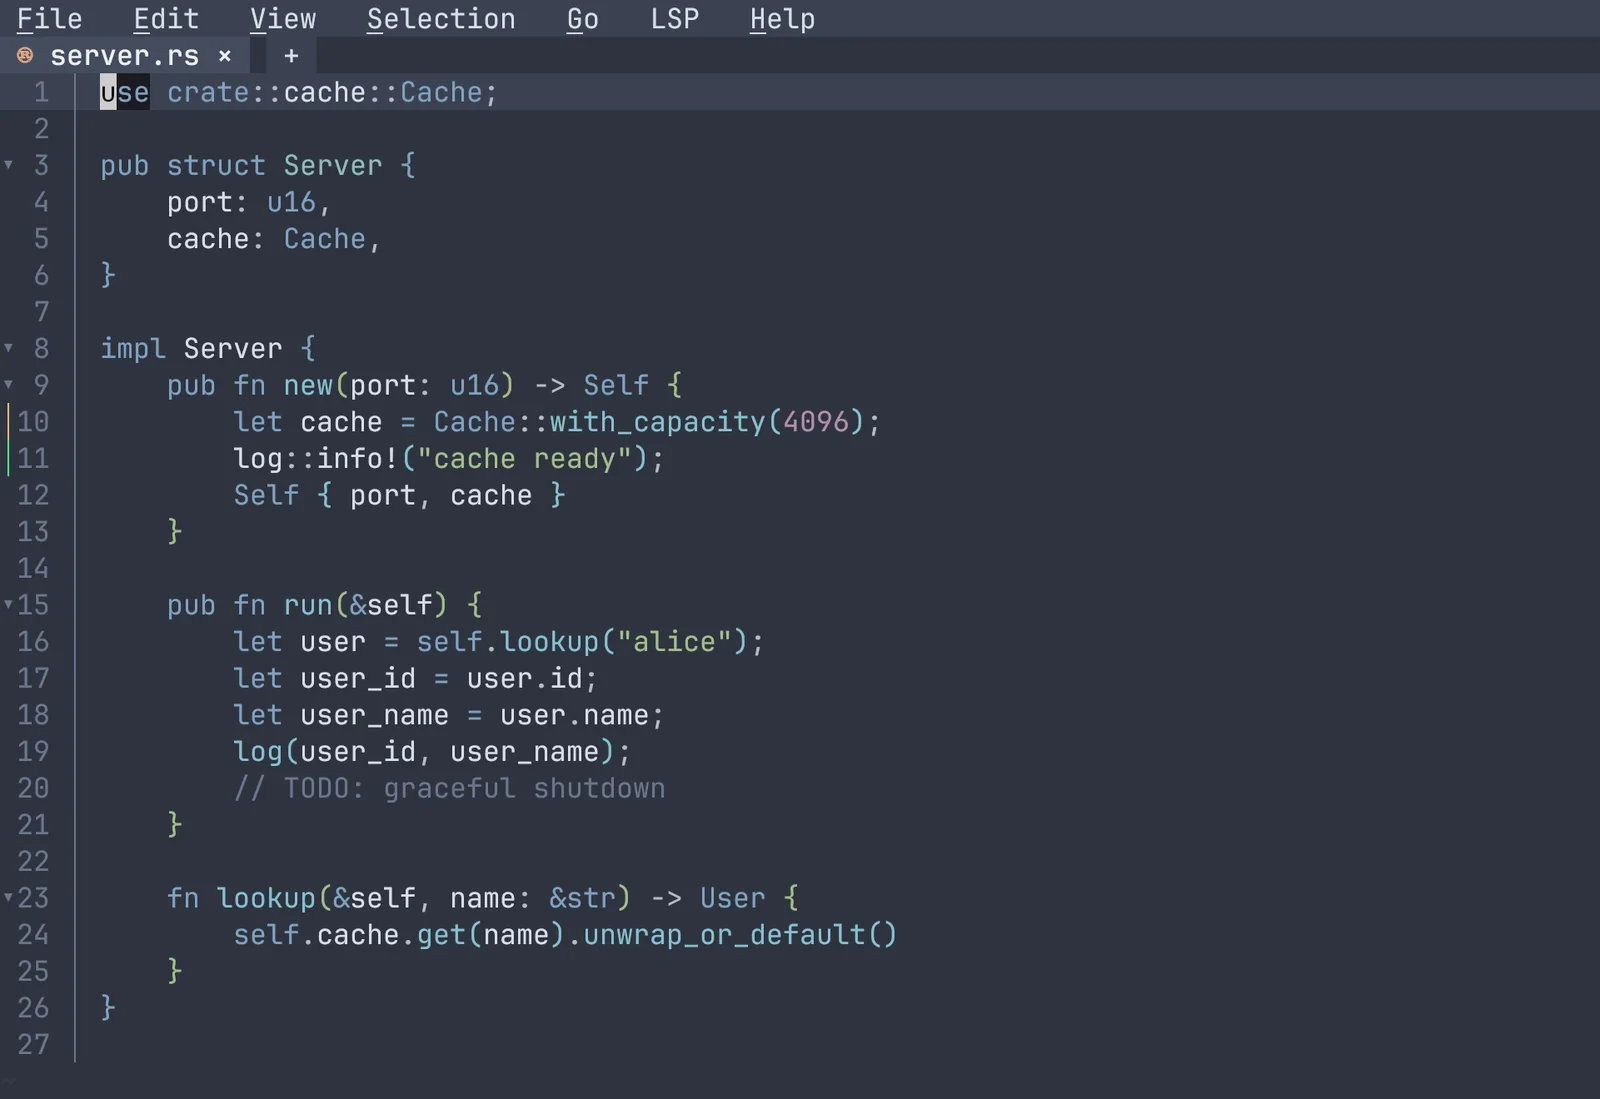 File Edit View Selection Go LSP Help
server.rs × +
1 use crate::cache::Cache;
2
3 pub struct Server {
4     port: u16,
5     cache: Cache,
6 }
7
8 impl Server {
9     pub fn new(port: u16) -> Self {
10         let cache = Cache::with_capacity(4096);
11         log::info!("cache ready");
12         Self { port, cache }
13     }
14
15     pub fn run(&self) {
16         let user = self.lookup("alice");
17         let user_id = user.id;
18         let user_name = user.name;
19         log(user_id, user_name);
20         // TODO: graceful shutdown
21     }
22
23     fn lookup(&self, name: &str) -> User {
24         self.cache.get(name).unwrap_or_default()
25     }
26 }
27
~